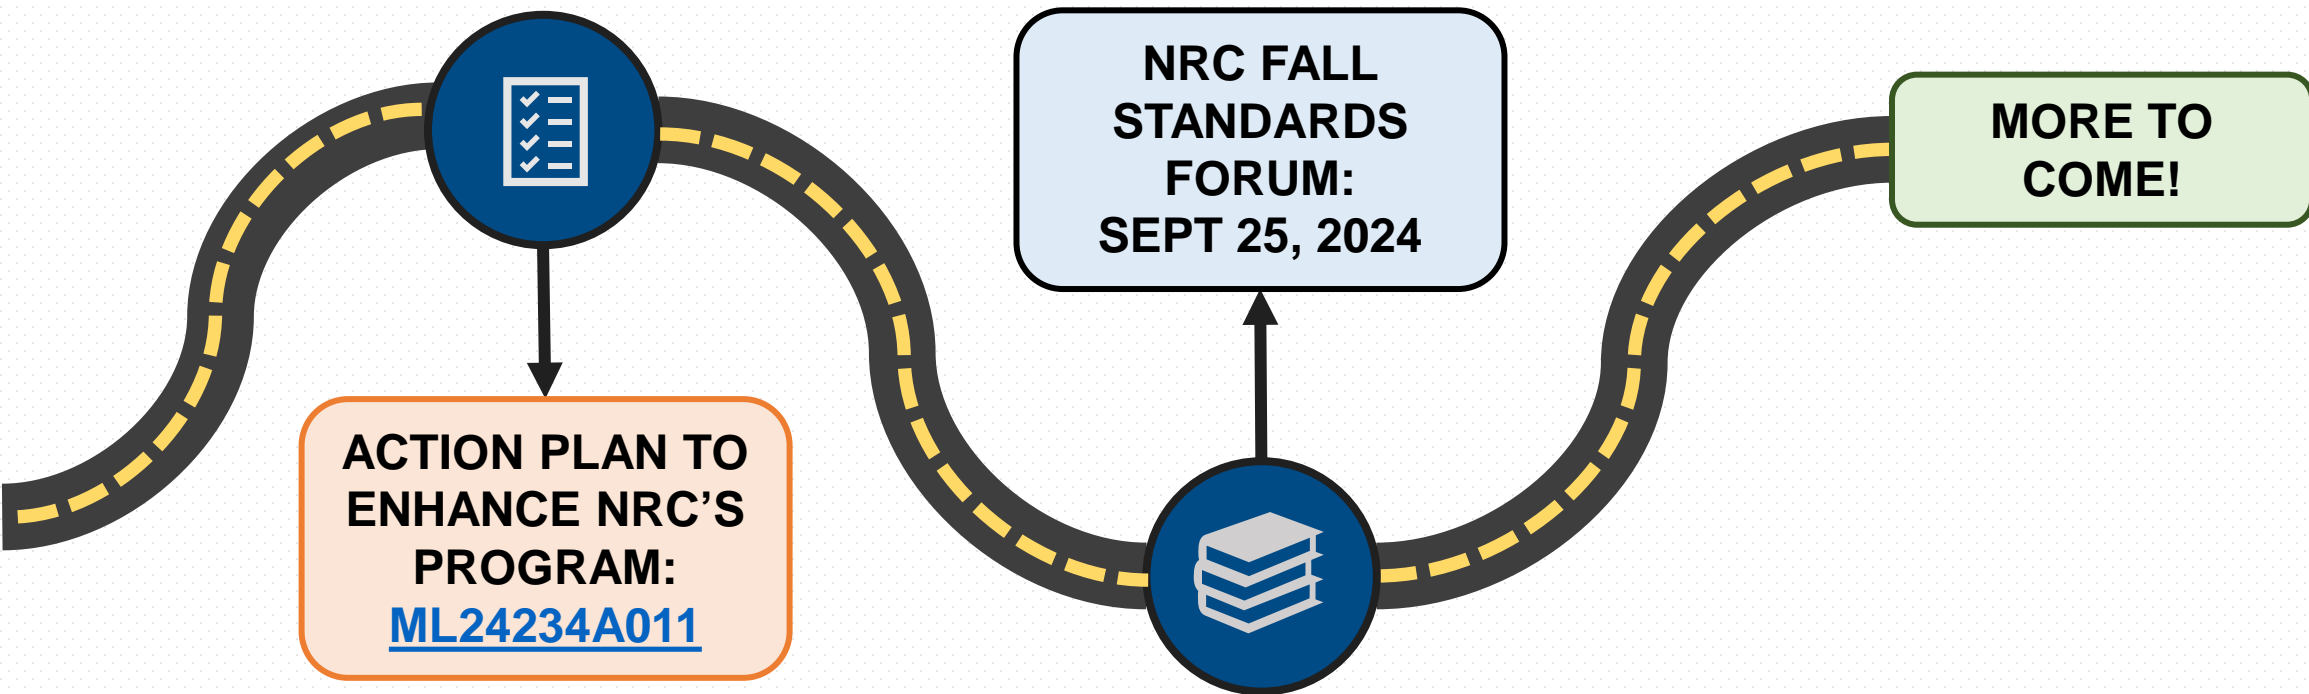 ACTION PLAN TO
ENHANCE NRC’S
PROGRAM:
ML24234A011
NRC FALL
STANDARDS
FORUM:
SEPT 25, 2024
MORE TO
COME!